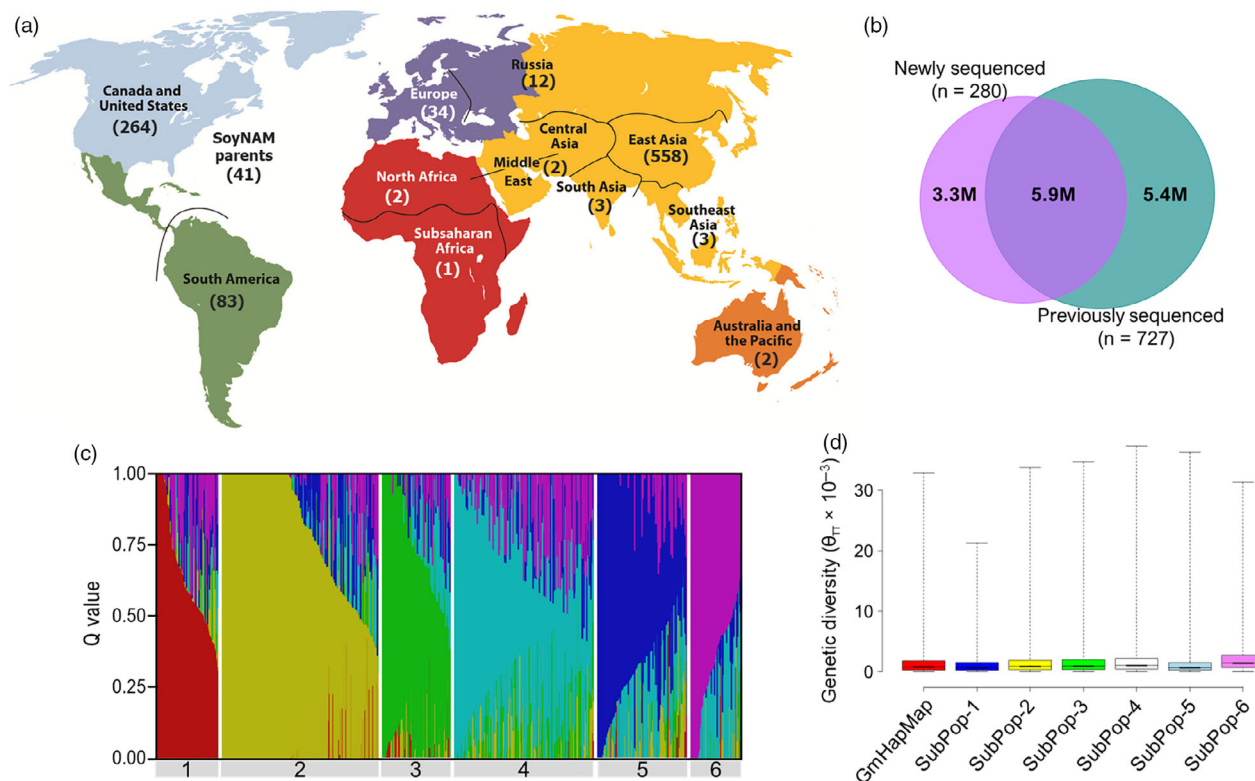 (a)
Canada and
United States
(264)
SoyNAM
parents
(41)
South America
(83)
Europe
(34)
Russia
(12)
North Africa
(2)
Subsaharan
Africa
(1)
Middle
East
Central
Asia
(2)
East Asia
(558)
South Asia
(3)
Southeast
Asia
(3)
Australia and
the Pacific
(2)
(b)
Newly sequenced
(n = 280)
3.3M
5.9M
5.4M
Previously sequenced
(n = 727)
(c)
Q value
1.00
0.75
0.50
0.25
0.00
1 2 3 4 5 6
(d)
Genetic diversity (θπ × 10⁻³)
30
20
10
0
GmHapMap
SubPop-1
SubPop-2
SubPop-3
SubPop-4
SubPop-5
SubPop-6